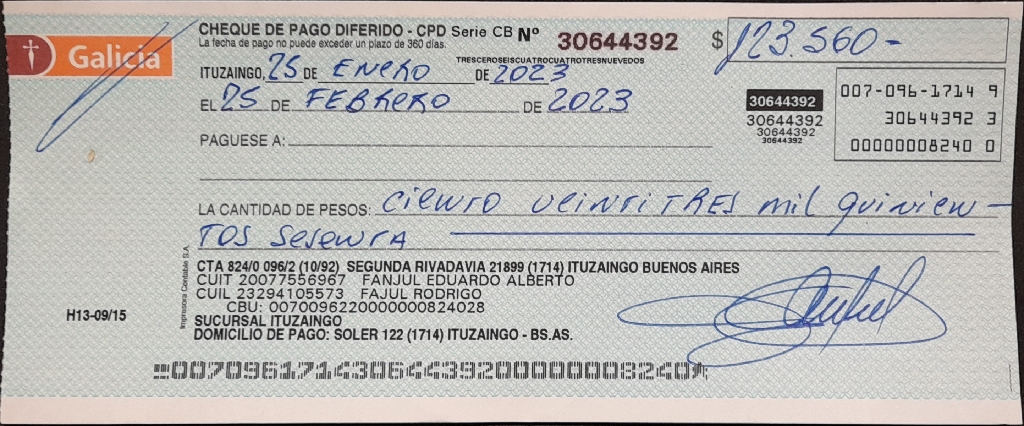 Galicia
CHEQUE DE PAGO DIFERIDO - CPD Serie CB Nº 30644392 $ 123.560-
La fecha de pago no puede exceder un plazo de 360 días.
TRESCEROSEISCUATROCUATROTRESNUEVEDOS
ITUZAINGO, 25 DE ENERO DE 2023
EL 25 DE FEBRERO DE 2023
30644392
30644392
30644392
30644392
007-096-1714 9
30644392 3
00000008240 0
PAGUESE A:
LA CANTIDAD DE PESOS: Ciento veintitres mil quinien-
tos sesenta
CTA 824/0 096/2 (10/92) SEGUNDA RIVADAVIA 21899 (1714) ITUZAINGO BUENOS AIRES
CUIT 20077556967 FANJUL EDUARDO ALBERTO
CUIL 23294105573 FAJUL RODRIGO
CBU: 0070096220000000824028
SUCURSAL ITUZAINGO
DOMICILIO DE PAGO: SOLER 122 (1714) ITUZAINGO - BS.AS.
H13-09/15
Impresora Contable S.A.
007096171430644392000000082400